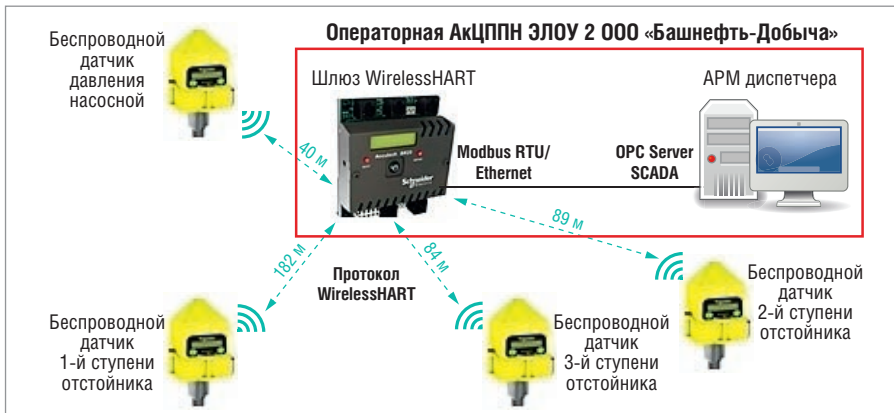 Операторная АкЦППН ЭЛОУ 2 ООО «Башнефть-Добыча»
Беспроводной
датчик
давления
насосной
Шлюз WirelessHART
АРМ диспетчера
40 м
Modbus RTU/
Ethernet
OPC Server
SCADA
Schneider
182 м
84 м
89 м
Протокол
WirelessHART
Беспроводной
датчик
1-й ступени
отстойника
Беспроводной
датчик
3-й ступени
отстойника
Беспроводной
датчик
2-й ступени
отстойника